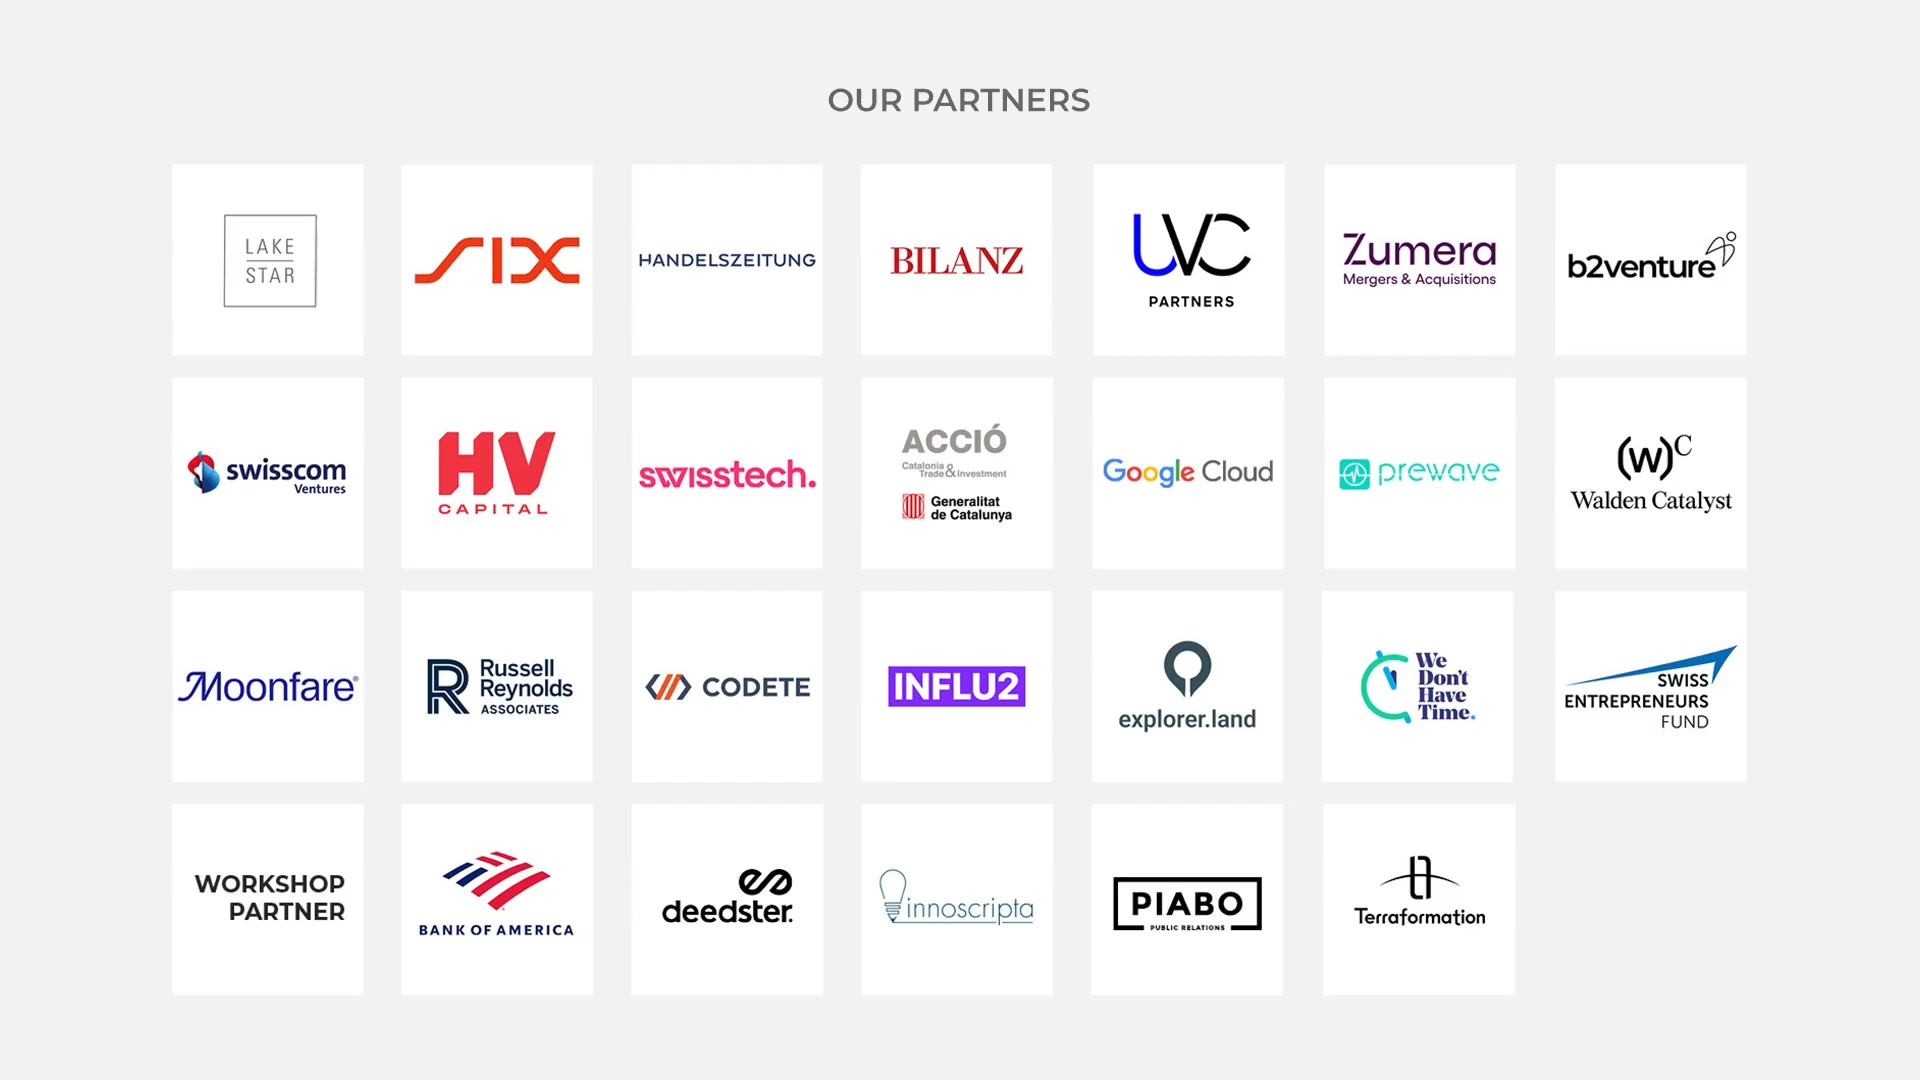 OUR PARTNERS
LAKE
STAR
SIX
HANDELSZEITUNG
BILANZ
UVC
PARTNERS
Zumera
Mergers & Acquisitions
b2venture
swisscom
Ventures
HV
CAPITAL
swisstech.
ACCIÓ
Catalonia
Trade & Investment
Generalitat
de Catalunya
Google Cloud
prewave
(W)C
Walden Catalyst
Moonfare®
Russell
Reynolds
ASSOCIATES
CODETE
INFLU2
explorer.land
We
Don't
Have
Time.
SWISS
ENTREPRENEURS
FUND
WORKSHOP
PARTNER
BANK OF AMERICA
deedster.
innoscripta
PIABO
PUBLIC RELATIONS
Terraformation